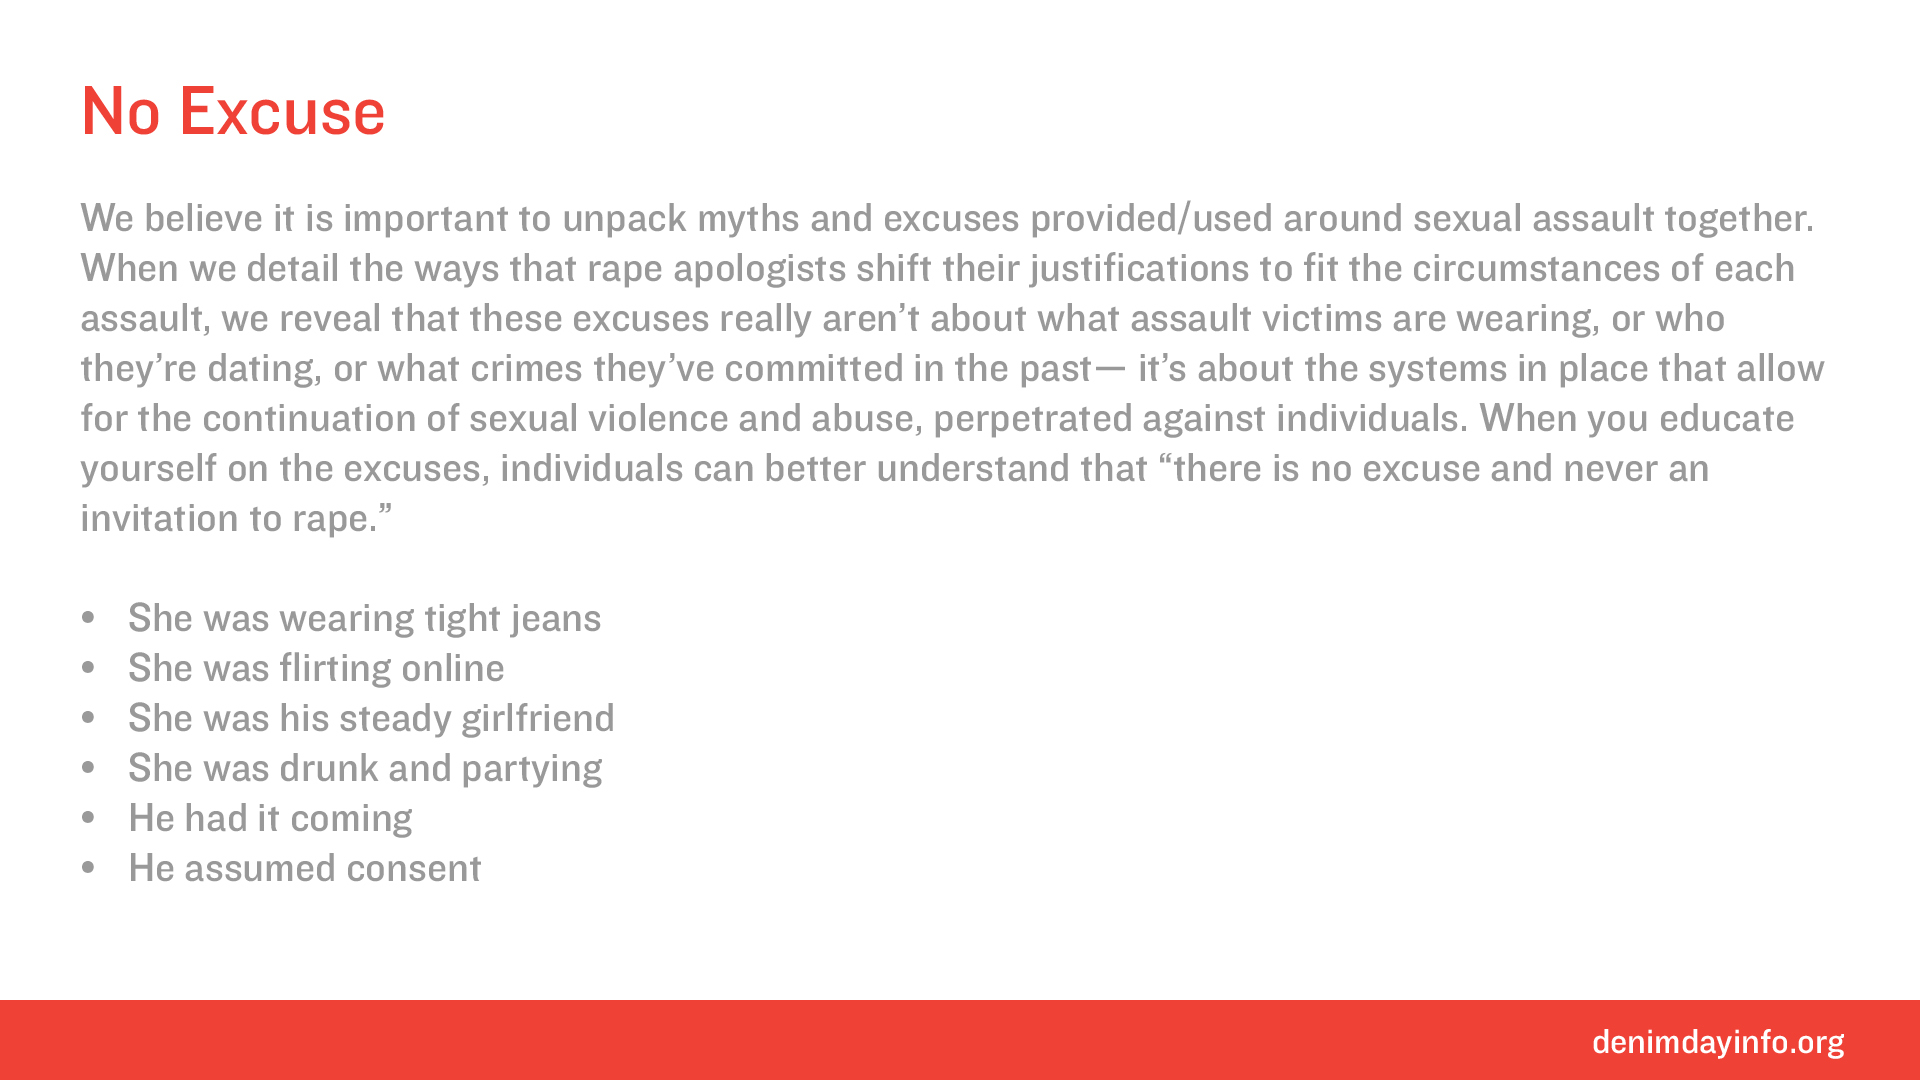 No Excuse
We believe it is important to unpack myths and excuses provided/used around sexual assault together.
When we detail the ways that rape apologists shift their justifications to fit the circumstances of each
assault, we reveal that these excuses really aren’t about what assault victims are wearing, or who
they’re dating, or what crimes they’ve committed in the past— it’s about the systems in place that allow
for the continuation of sexual violence and abuse, perpetrated against individuals. When you educate
yourself on the excuses, individuals can better understand that “there is no excuse and never an
invitation to rape.”
• She was wearing tight jeans
• She was flirting online
• She was his steady girlfriend
• She was drunk and partying
• He had it coming
• He assumed consent
denimdayinfo.org